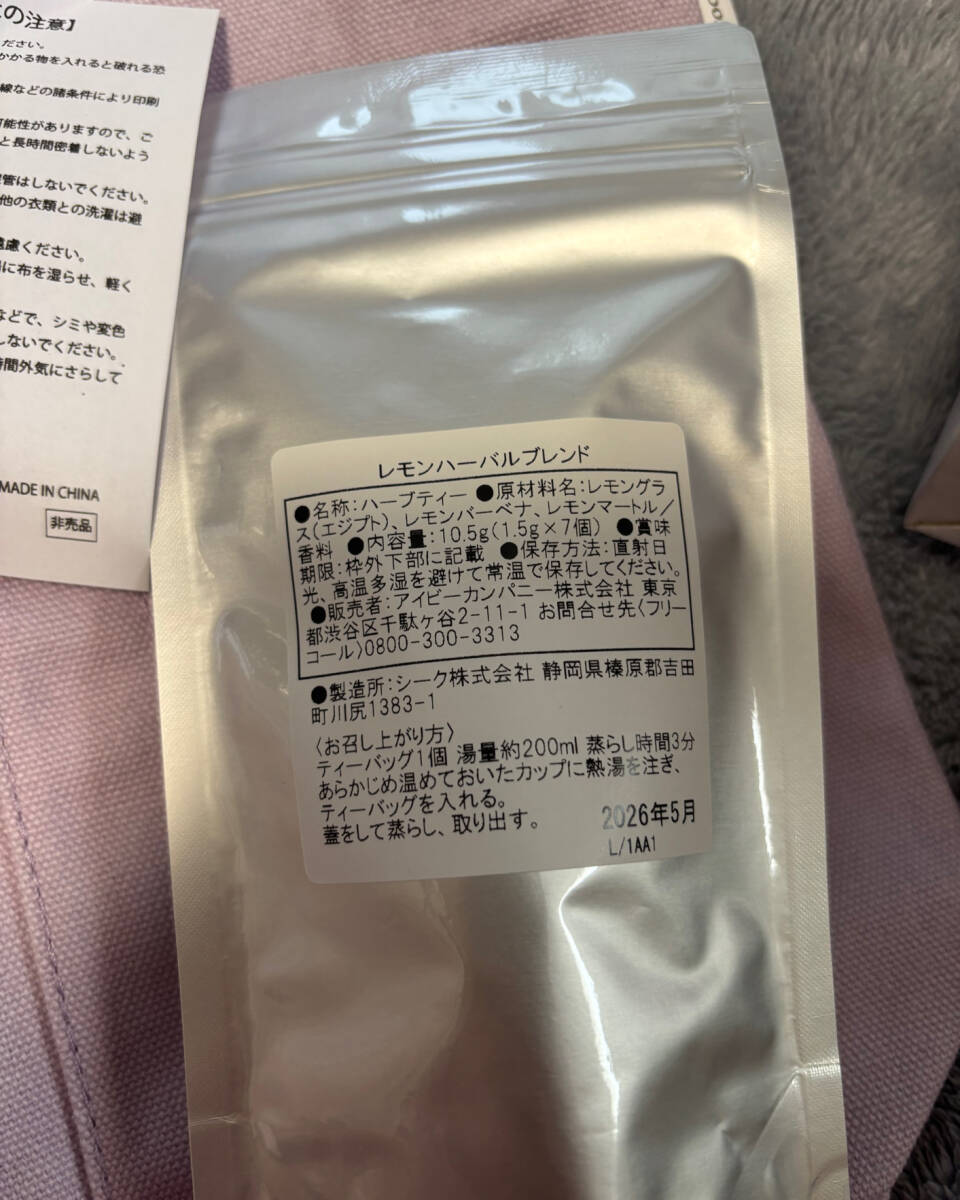 の注意】
ださい。
かかる物を入れると破れる恐
線などの諸条件により印刷
可能性がありますので、ご
と長時間密着しないよう
管はしないでください。
他の衣類との洗濯は避
慮ください。
に布を湿らせ、軽く
などで、シミや変色
しないでください。
時間外気にさらして
MADE IN CHINA
非売品
レモンハーバルブレンド
●名称:ハーブティー ●原材料名:レモングラ
ス(エジプト)、レモンバーベナ、レモンマートル/
香料 ●内容量:10.5g(1.5g×7個) ●賞味
期限:枠外下部に記載 ●保存方法:直射日
光、高温多湿を避けて常温で保存してください。
●販売者:アイビーカンパニー株式会社 東京
都渋谷区千駄ヶ谷2-11-1 お問合せ先〈フリー
コール〉0800-300-3313
●製造所:シーク株式会社 静岡県榛原郡吉田
町川尻1383-1
〈お召し上がり方〉
ティーバッグ1個 湯量約200ml 蒸らし時間3分
あらかじめ温めておいたカップに熱湯を注ぎ、
ティーバッグを入れる。
蓋をして蒸らし、取り出す。
2026年5月
L/1AA1